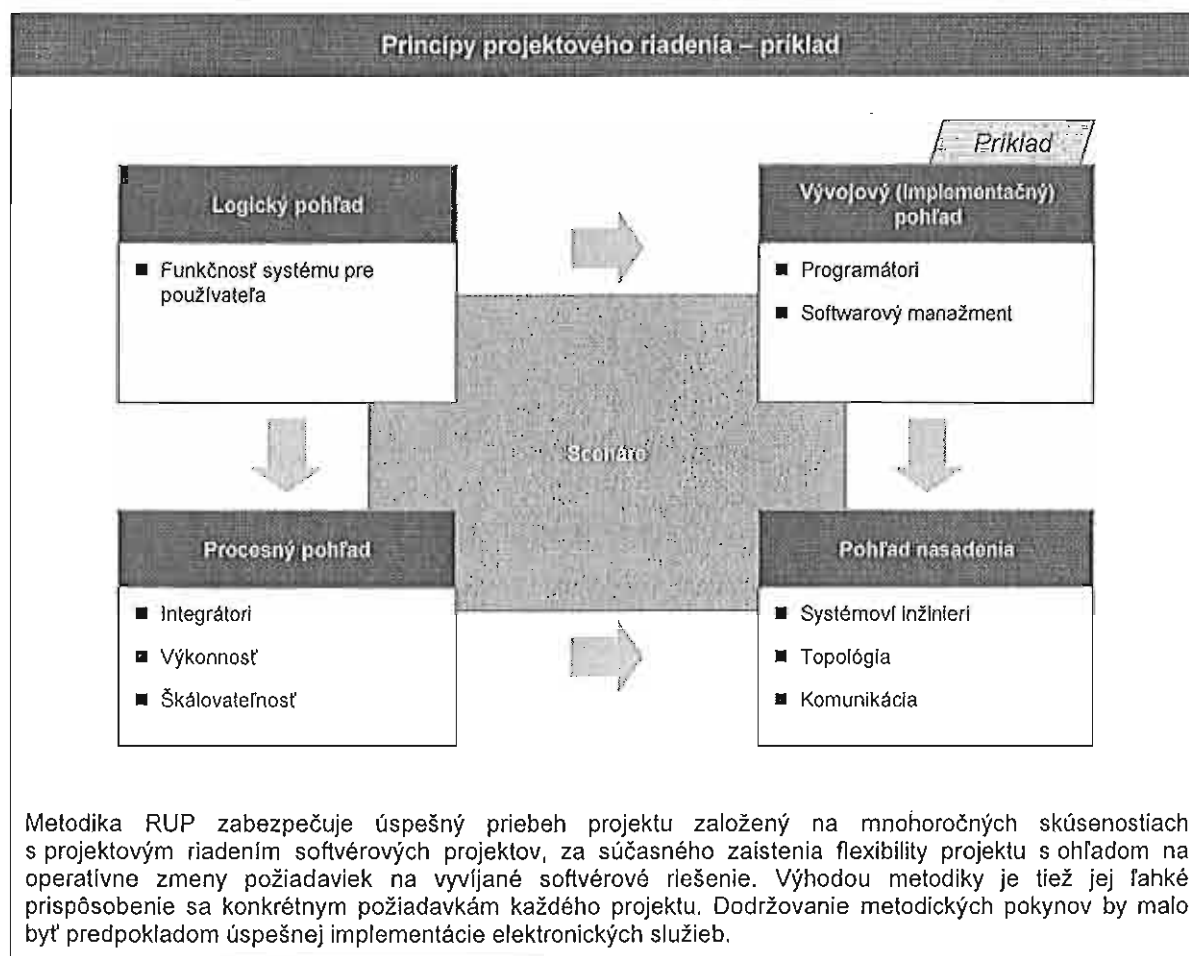 Princípy projektového riadenia – príklad
Príklad
Logický pohľad
Vývojový (implementačný)
pohľad
Funkčnosť systému pre
používateľa
Programátori
Softwarový manažment
Scenáre
Procesný pohľad
Pohľad nasadenia
Integrátori
Výkonnosť
Škálovateľnosť
Systémoví inžinieri
Topológia
Komunikácia
Metodika RUP zabezpečuje úspešný priebeh projektu založený na mnohoročných skúsenostiach
s projektovým riadením softvérových projektov, za súčasného zaistenia flexibility projektu s ohľadom na
operatívne zmeny požiadaviek na vyvíjané softvérové riešenie. Výhodou metodiky je tiež jej ľahké
prispôsobenie sa konkrétnym požiadavkám každého projektu. Dodržovanie metodických pokynov by malo
byť predpokladom úspešnej implementácie elektronických služieb.